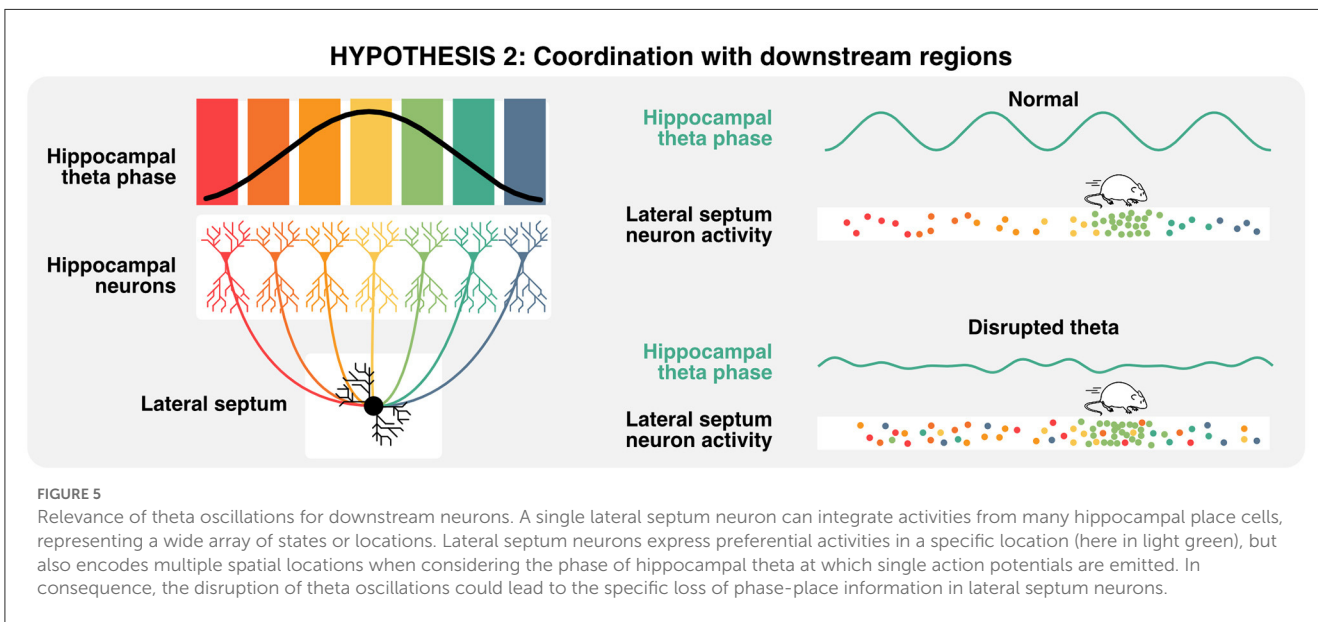 HYPOTHESIS 2: Coordination with downstream regions
Hippocampal
theta phase
Hippocampal
neurons
Lateral septum
Normal
Hippocampal
theta phase
Lateral septum
neuron activity
Disrupted theta
Hippocampal
theta phase
Lateral septum
neuron activity
FIGURE 5
Relevance of theta oscillations for downstream neurons. A single lateral septum neuron can integrate activities from many hippocampal place cells,
representing a wide array of states or locations. Lateral septum neurons express preferential activities in a specific location (here in light green), but
also encodes multiple spatial locations when considering the phase of hippocampal theta at which single action potentials are emitted. In
consequence, the disruption of theta oscillations could lead to the specific loss of phase-place information in lateral septum neurons.